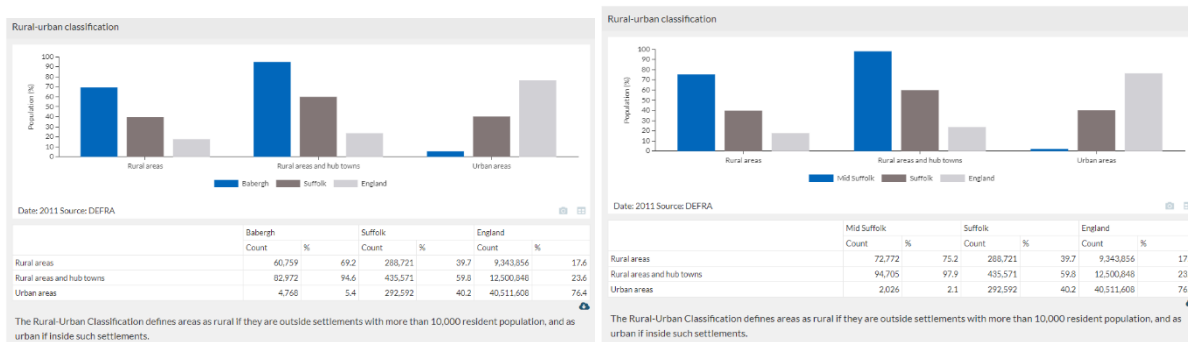 Rural-urban classification
100
90
80
70
60
50
40
30
20
10
0
Population (%)
Rural areas
Rural areas and hub towns
Urban areas
Babergh Suffolk England
Date: 2011 Source: DEFRA
Babergh Suffolk England
Count % Count % Count %
Rural areas 60,759 69.2 288,721 39.7 9,343,856 17.6
Rural areas and hub towns 82,972 94.6 435,571 59.8 12,500,848 23.6
Urban areas 4,768 5.4 292,592 40.2 40,511,608 76.4
The Rural-Urban Classification defines areas as rural if they are outside settlements with more than 10,000 resident population, and as
urban if inside such settlements.
Rural-urban classification
100
90
80
70
60
50
40
30
20
10
0
Population (%)
Rural areas
Rural areas and hub towns
Urban areas
Mid Suffolk Suffolk England
Date: 2011 Source: DEFRA
Mid Suffolk Suffolk England
Count % Count % Count %
Rural areas 72,772 75.2 288,721 39.7 9,343,856 17
Rural areas and hub towns 94,705 97.9 435,571 59.8 12,500,848 23
Urban areas 2,026 2.1 292,592 40.2 40,511,608 76
The Rural-Urban Classification defines areas as rural if they are outside settlements with more than 10,000 resident population, and as
urban if inside such settlements.